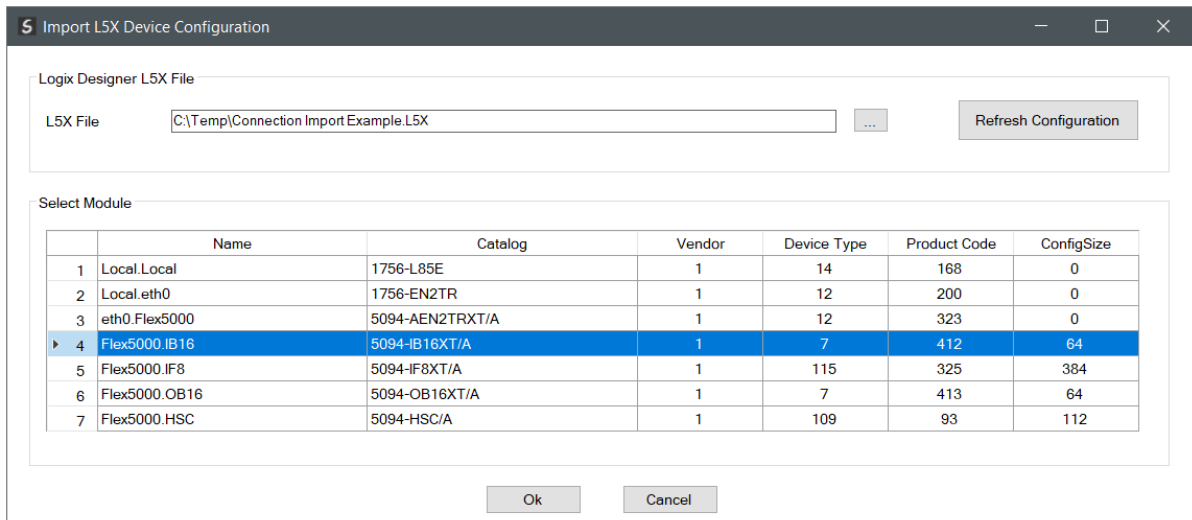 S Import L5X Device Configuration
Logix Designer L5X File
L5X File C:\Temp\Connection Import Example.L5X ... Refresh Configuration
Select Module
Name Catalog Vendor Device Type Product Code ConfigSize
1 Local.Local 1756-L85E 1 14 168 0
2 Local.eth0 1756-EN2TR 1 12 200 0
3 eth0.Flex5000 5094-AEN2TRXT/A 1 12 323 0
4 Flex5000.IB16 5094-IB16XT/A 1 7 412 64
5 Flex5000.IF8 5094-IF8XT/A 1 115 325 384
6 Flex5000.OB16 5094-OB16XT/A 1 7 413 64
7 Flex5000.HSC 5094-HSC/A 1 109 93 112
Ok Cancel